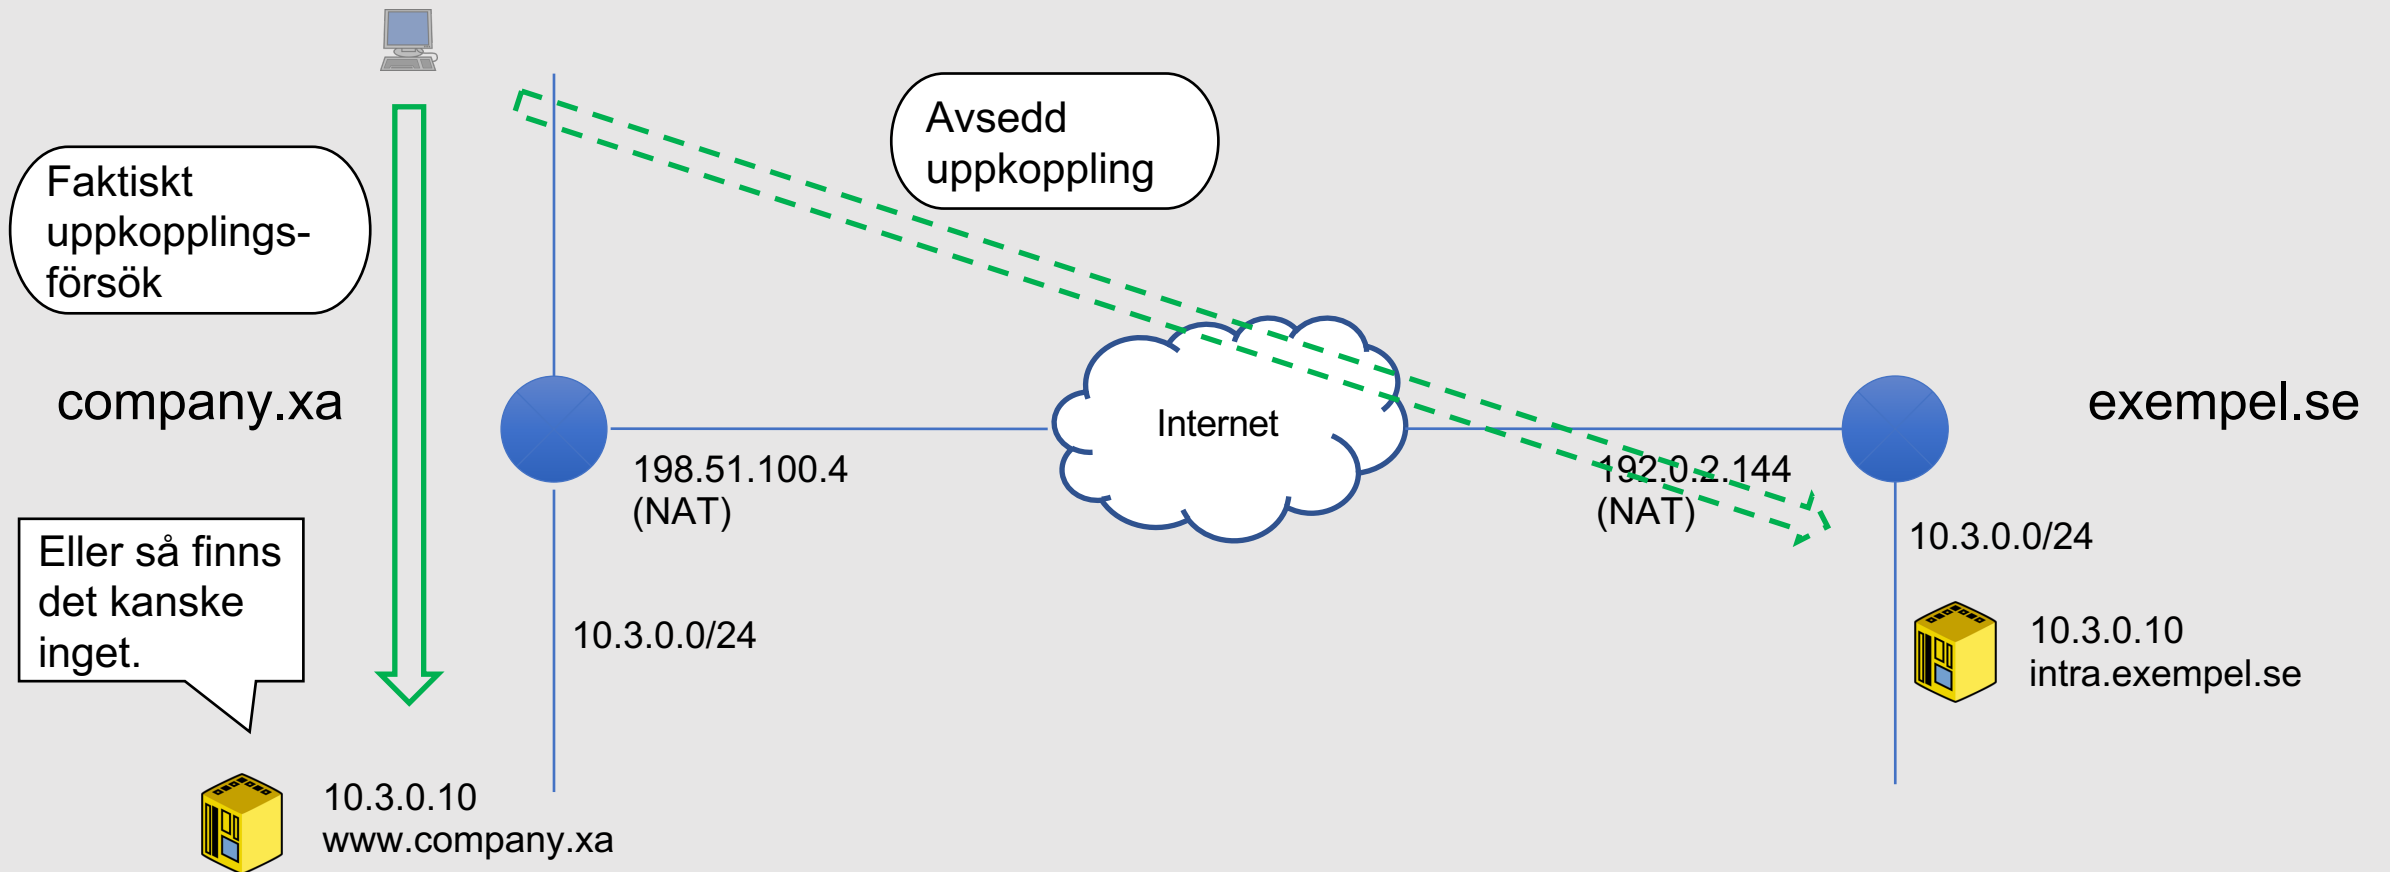 Avsedd
uppkoppling
Faktiskt
uppkopplings-
försök
company.xa
Internet
exempel.se
198.51.100.4
(NAT)
192.0.2.144
(NAT)
10.3.0.0/24
Eller så finns
det kanske
inget.
10.3.0.0/24
10.3.0.10
intra.exempel.se
10.3.0.10
www.company.xa